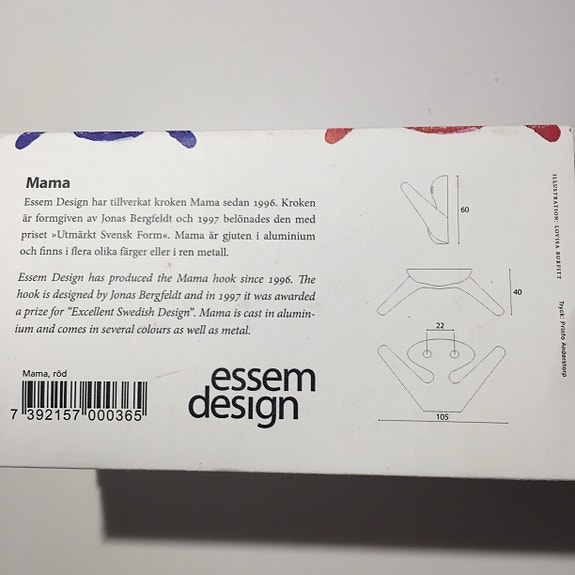 Mama
Essem Design har tillverkat kroken Mama sedan 1996. Kroken
är formgiven av Jonas Bergfeldt och 1997 belönades den med
priset »Utmärkt Svensk Form«. Mama är gjuten i aluminium
och finns i flera olika färger eller i ren metall.
Essem Design has produced the Mama hook since 1996. The
hook is designed by Jonas Bergfeldt and in 1997 it was awarded
a prize for “Excellent Swedish Design”. Mama is cast in alumin-
ium and comes in several colours as well as metal.
Mama, röd
7 392157 000365
essem
design
60
40
22
105
ILLUSTRATION: LOVISA BURFITT
Tryck: Prinfo Anderstorp